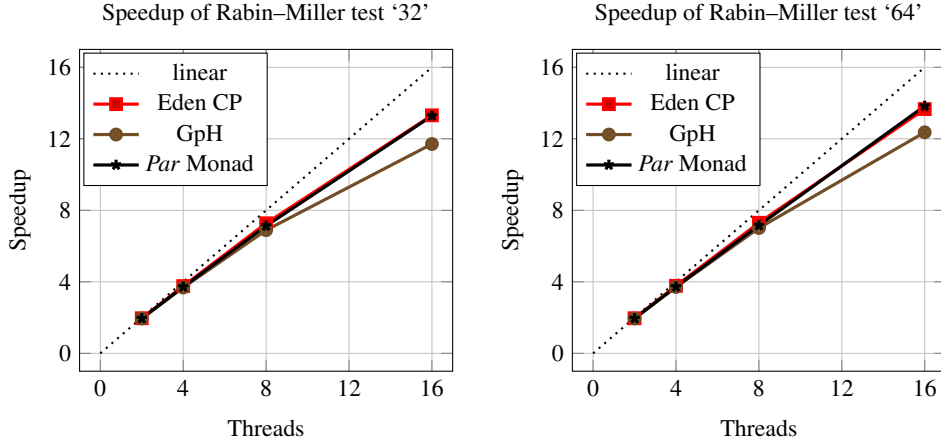 Speedup of Rabin–Miller test ‘32’
16
12
8
4
0
Speedup
linear
Eden CP
GpH
Par Monad
0 4 8 12 16
Threads
Speedup of Rabin–Miller test ‘64’
16
12
8
4
0
Speedup
linear
Eden CP
GpH
Par Monad
0 4 8 12 16
Threads